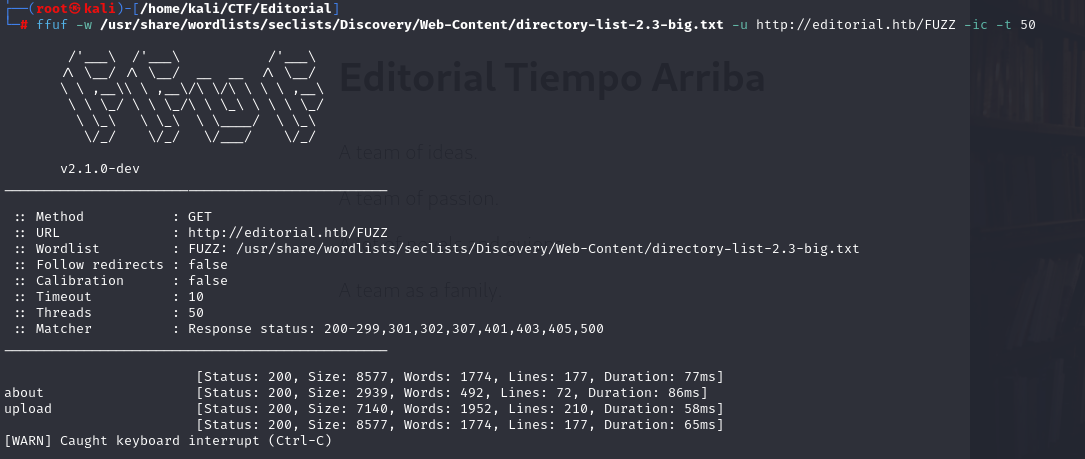 ┌──(root㉿kali)-[/home/kali/CTF/Editorial]
└─# ffuf -w /usr/share/wordlists/seclists/Discovery/Web-Content/directory-list-2.3-big.txt -u http://editorial.htb/FUZZ -ic -t 50
Editorial Tiempo Arriba
A team of ideas
v2.1.0-dev
A team of passion
:: Method : GET
:: URL : http://editorial.htb/FUZZ
:: Wordlist : FUZZ: /usr/share/wordlists/seclists/Discovery/Web-Content/directory-list-2.3-big.txt
:: Follow redirects : false
:: Calibration : false
:: Timeout : 10
A team as a family
:: Threads : 50
:: Matcher : Response status: 200-299,301,302,307,401,403,405,500
[Status: 200, Size: 8577, Words: 1774, Lines: 177, Duration: 77ms]
about [Status: 200, Size: 2939, Words: 492, Lines: 72, Duration: 86ms]
upload [Status: 200, Size: 7140, Words: 1952, Lines: 210, Duration: 58ms]
[Status: 200, Size: 8577, Words: 1774, Lines: 177, Duration: 65ms]
[WARN] Caught keyboard interrupt (Ctrl-C)